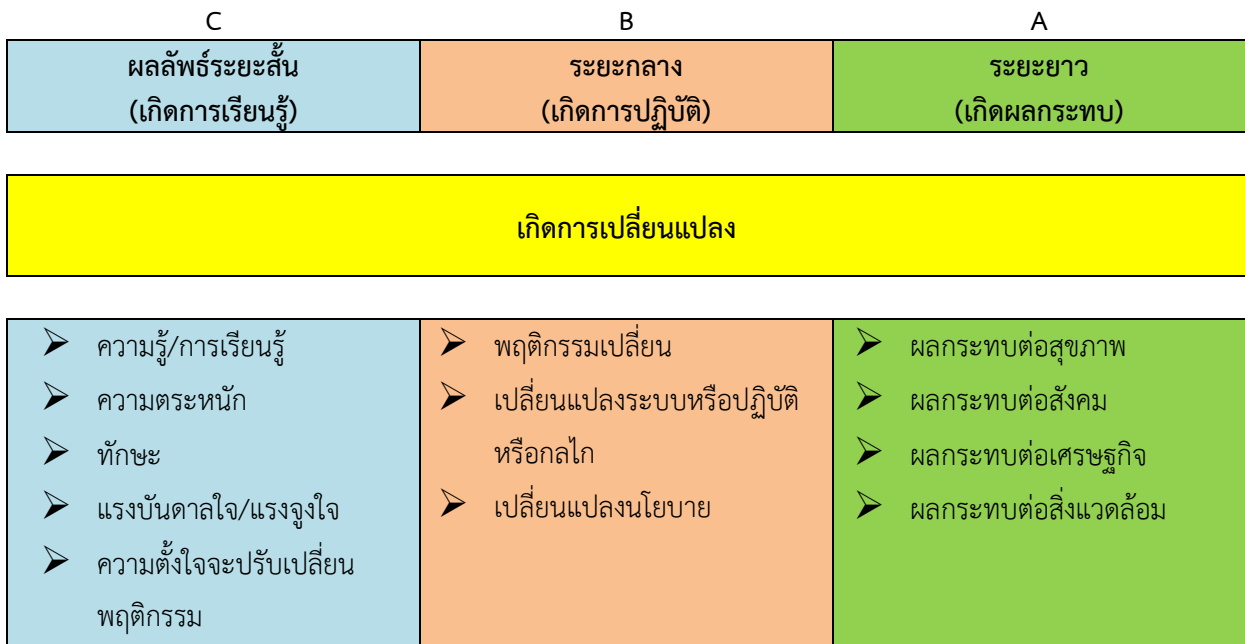 C B A
ผลลัพธ์ระยะสั้น
(เกิดการเรียนรู้)
ระยะกลาง
(เกิดการปฏิบัติ)
ระยะยาว
(เกิดผลกระทบ)
เกิดการเปลี่ยนแปลง
➢ ความรู้/การเรียนรู้
➢ ความตระหนัก
➢ ทักษะ
➢ แรงบันดาลใจ/แรงจูงใจ
➢ ความตั้งใจจะปรับเปลี่ยน
พฤติกรรม
➢ พฤติกรรมเปลี่ยน
➢ เปลี่ยนแปลงระบบหรือปฏิบัติ
หรือกลไก
➢ เปลี่ยนแปลงนโยบาย
➢ ผลกระทบต่อสุขภาพ
➢ ผลกระทบต่อสังคม
➢ ผลกระทบต่อเศรษฐกิจ
➢ ผลกระทบต่อสิ่งแวดล้อม